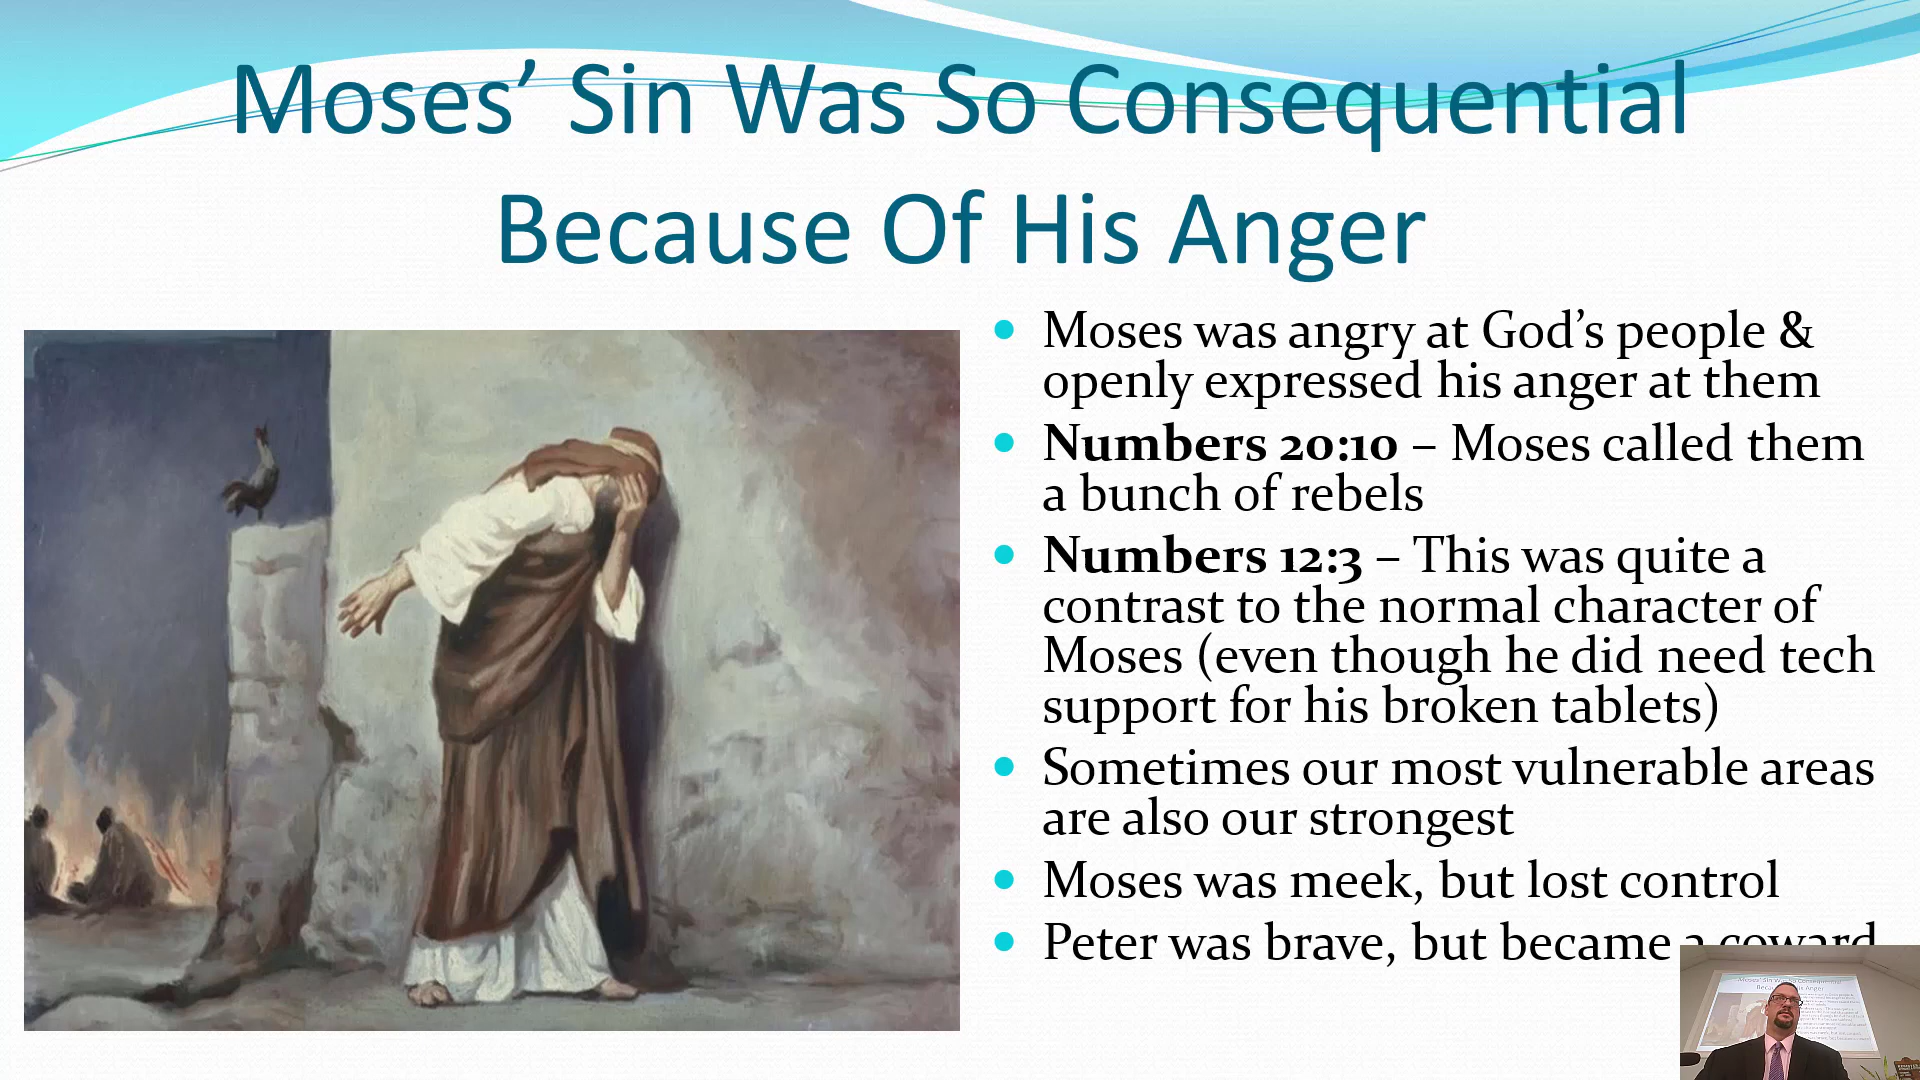 Moses’ Sin Was So Consequential
Because Of His Anger
• Moses was angry at God’s people &
openly expressed his anger at them
• Numbers 20:10 – Moses called them
a bunch of rebels
• Numbers 12:3 – This was quite a
contrast to the normal character of
Moses (even though he did need tech
support for his broken tablets)
• Sometimes our most vulnerable areas
are also our strongest
• Moses was meek, but lost control
• Peter was brave, but became a coward